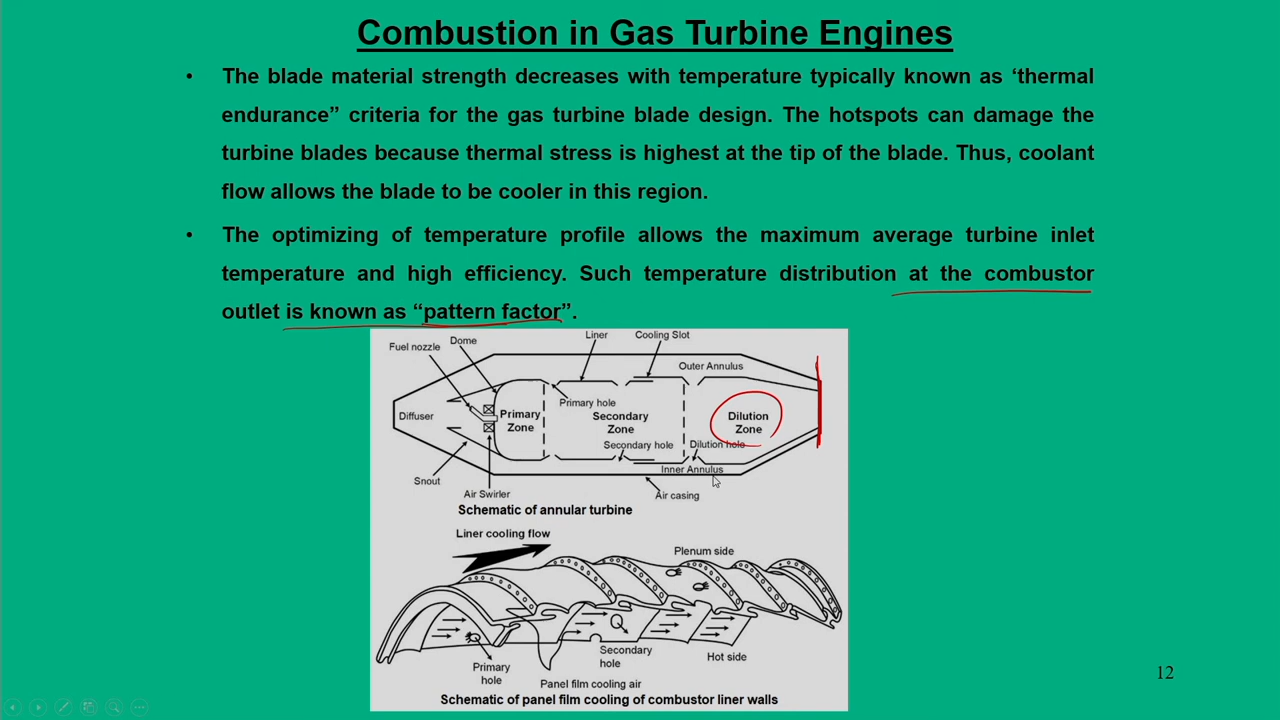 Combustion in Gas Turbine Engines
• The blade material strength decreases with temperature typically known as ‘thermal
endurance” criteria for the gas turbine blade design. The hotspots can damage the
turbine blades because thermal stress is highest at the tip of the blade. Thus, coolant
flow allows the blade to be cooler in this region.
• The optimizing of temperature profile allows the maximum average turbine inlet
temperature and high efficiency. Such temperature distribution at the combustor
outlet is known as “pattern factor”.
Fuel nozzle
Dome
Liner
Cooling Slot
Outer Annulus
Primary hole
Diffuser
Primary
Zone
Secondary
Zone
Dilution
Zone
Secondary hole
Dilution hole
Inner Annulus
Snout
Air Swirler
Air casing
Schematic of annular turbine
Liner cooling flow
Plenum side
Primary
hole
Secondary
hole
Hot side
Panel film cooling air
Schematic of panel film cooling of combustor liner walls
12